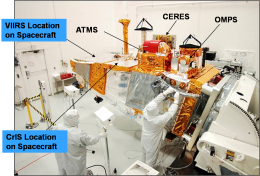 VIIRS Location
on Spacecraft
ATMS
CERES
OMPS
CrIS Location
on Spacecraft